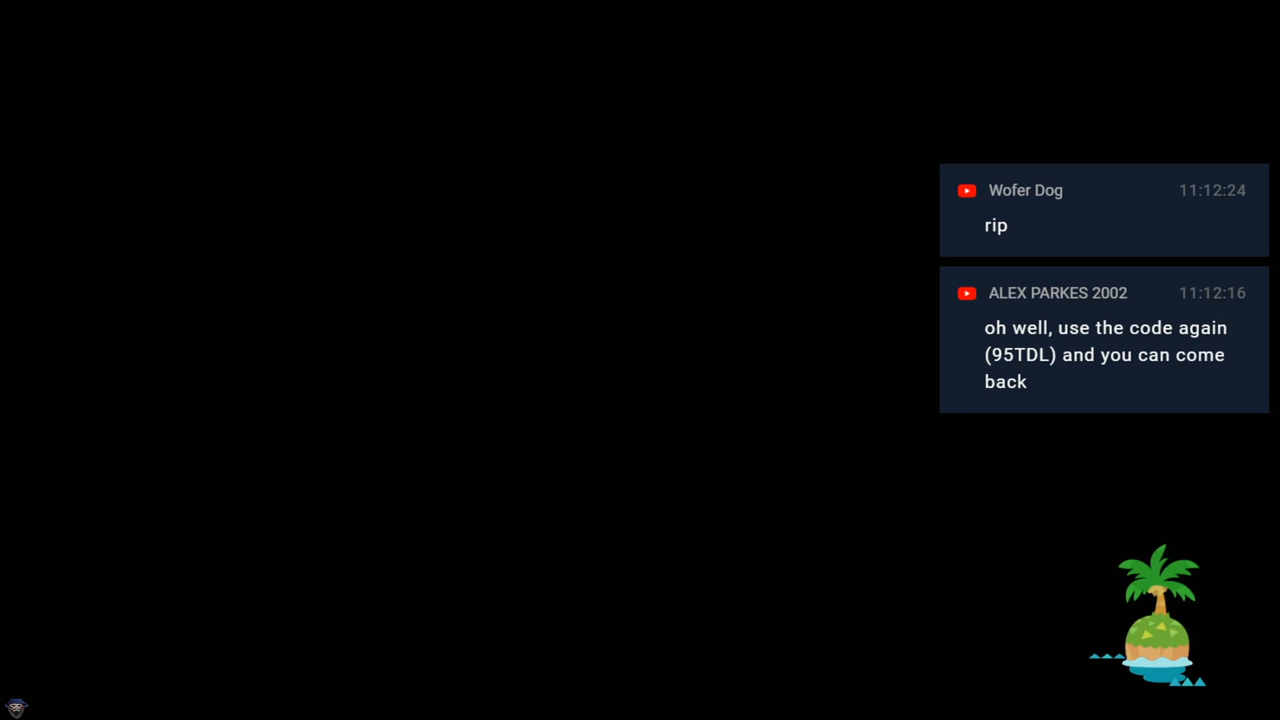 Wofer Dog 11:12:24
rip
ALEX PARKES 2002 11:12:16
oh well, use the code again
(95TDL) and you can come
back